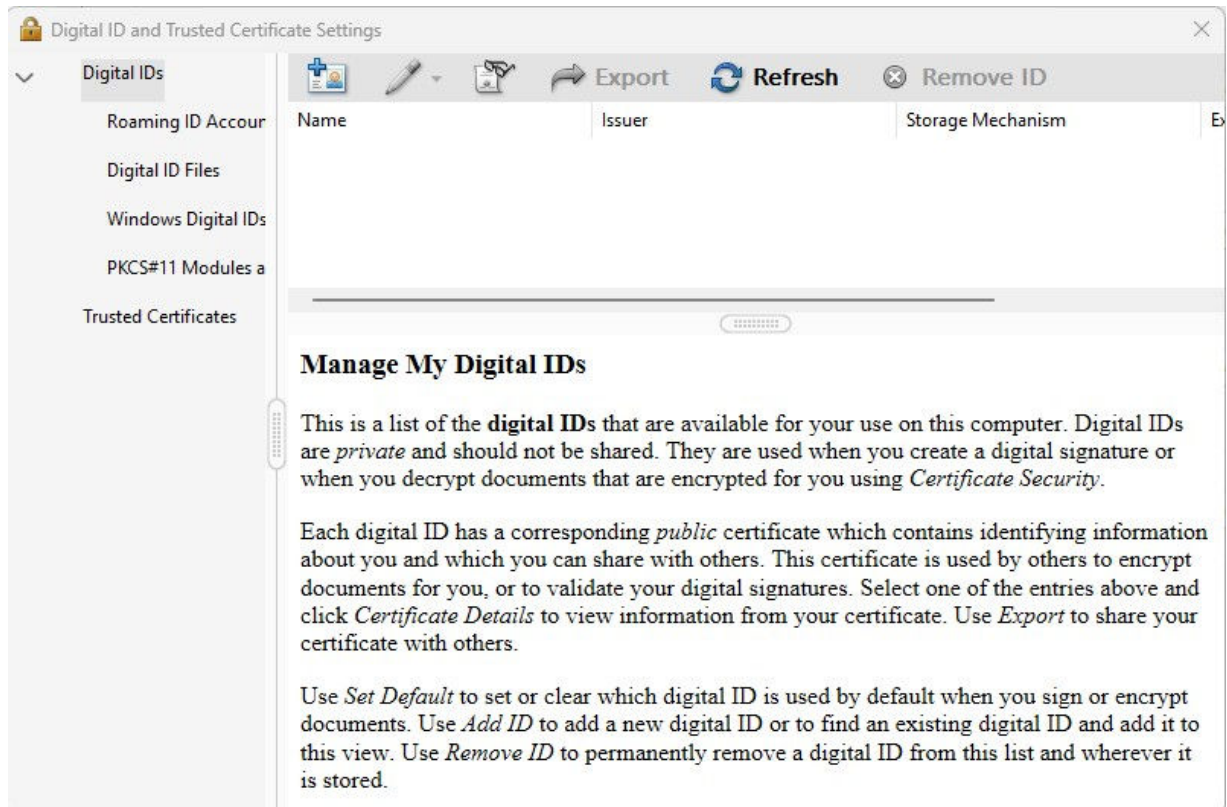 Digital ID and Trusted Certificate Settings
Digital IDs
Roaming ID Accour
Digital ID Files
Windows Digital IDs
PKCS#11 Modules a
Trusted Certificates
Export
Refresh
Remove ID
Name Issuer Storage Mechanism Ex
Manage My Digital IDs
This is a list of the digital IDs that are available for your use on this computer. Digital IDs
are private and should not be shared. They are used when you create a digital signature or
when you decrypt documents that are encrypted for you using Certificate Security.
Each digital ID has a corresponding public certificate which contains identifying information
about you and which you can share with others. This certificate is used by others to encrypt
documents for you, or to validate your digital signatures. Select one of the entries above and
click Certificate Details to view information from your certificate. Use Export to share your
certificate with others.
Use Set Default to set or clear which digital ID is used by default when you sign or encrypt
documents. Use Add ID to add a new digital ID or to find an existing digital ID and add it to
this view. Use Remove ID to permanently remove a digital ID from this list and wherever it
is stored.